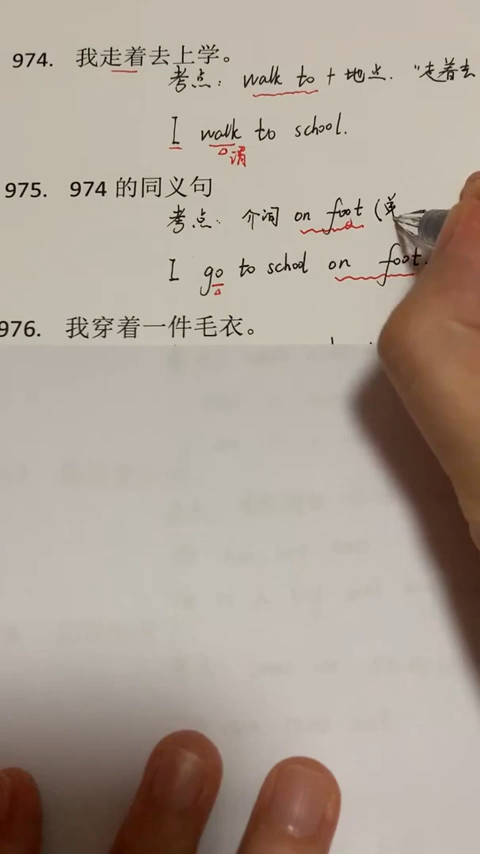 974. 我走着去上学。
考点: walk to + 地点. "走着去
I walk to school.
谓
975. 974 的同义句
考点: 介词 on foot (单
I go to school on foot.
976. 我穿着一件毛衣。